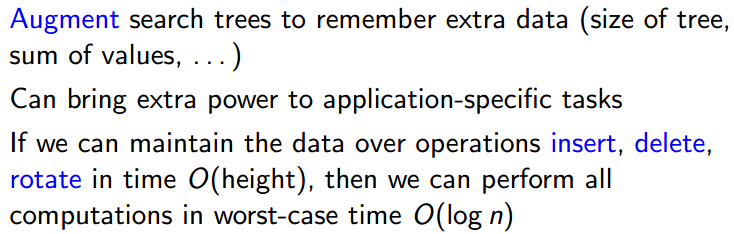 Augment search trees to remember extra data (size of tree,
sum of values, . . . )
Can bring extra power to application-specific tasks
If we can maintain the data over operations insert, delete,
rotate in time O(height), then we can perform all
computations in worst-case time O(log n)